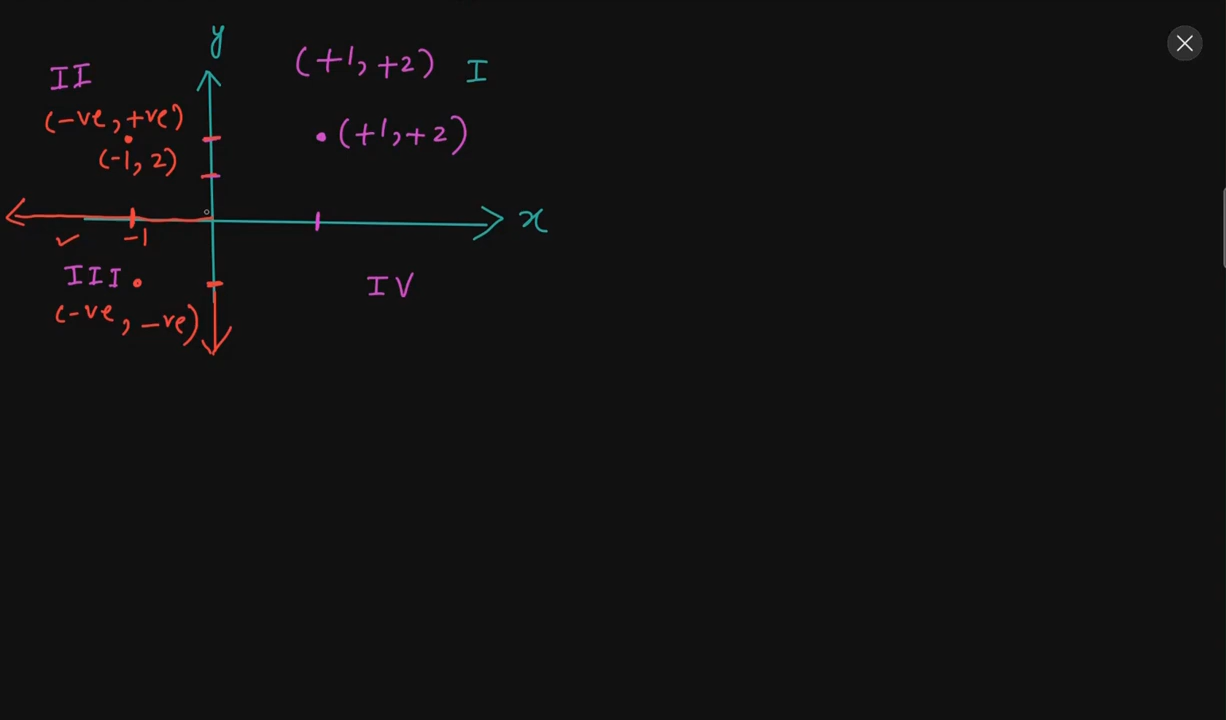 y
(+1, +2) I
II
(-ve, +ve)
• (+1, +2)
(-1, 2)
x
-1
III
IV
(-ve, -ve)